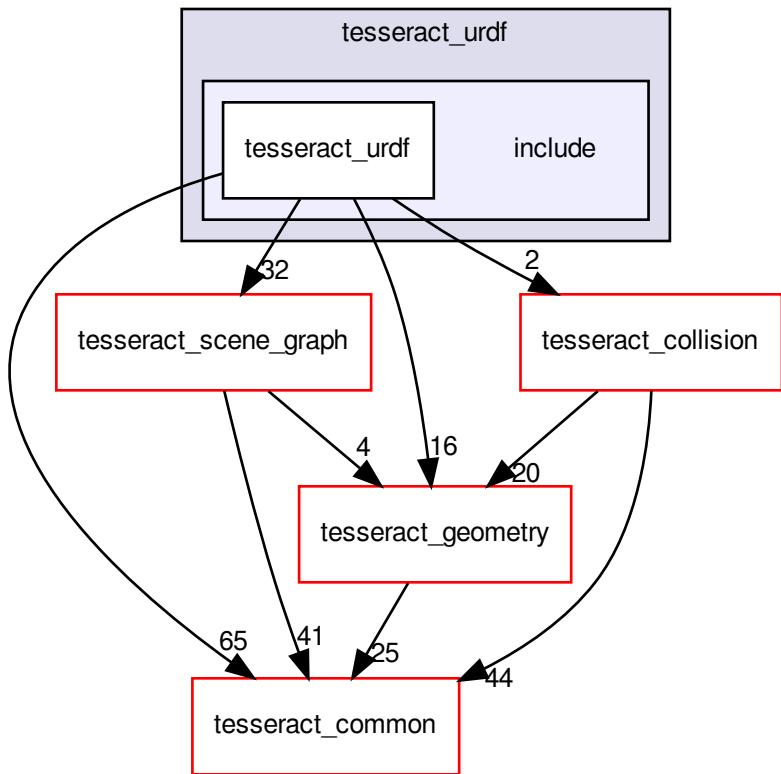 tesseract_urdf
tesseract_urdf
include
32
2
tesseract_scene_graph
tesseract_collision
4
16
20
tesseract_geometry
65
41
25
44
tesseract_common